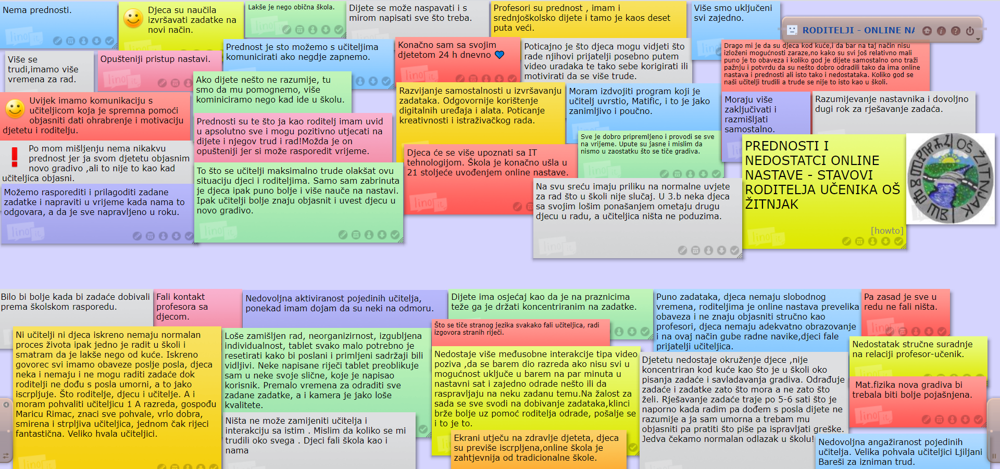 Nema prednosti.
Djeca su naučila
izvršavati zadatke na
novi način.
Lakše je nego obična škola.
Dijete se može naspavati i s
mirom napisati sve što treba.
Profesori su prednost , imam i
srednjoškolsko dijete i tamo je kaos deset
puta veći.
Više smo uključeni
svi zajedno.
RODITELJI - ONLINE NA
Više se
trudi,imamo više
vremena za rad.
Opušteniji pristup nastavi.
Prednost je sto možemo s učiteljima
komunicirati ako negdje zapnemo.
Konačno sam sa svojim
djetetom 24 h dnevno 💙
Poticajno je što djeca mogu vidjeti što
rade njihovi prijatelji posebno putem
video uradaka te tako sebe korigirati ili
motivirati da se više trude.
Drago mi je da su djeca kod kuće,i da bar na taj način nisu
izloženi mogućnosti zaraze,no kako su svi još relativno mali
puno je to obaveza i koliko god je dijete samostalno ono traži
pažnju i potvrdu da su nešto dobro odradili tako da ima online
nastava i prednosti ali isto tako i nedostataka. Koliko god se
naši učitelji trudili a trude se nije to isto kao u školi.
Ako dijete nešto ne razumije, tu
smo da mu pomognemo, više
kominiciramo nego kad ide u školu.
Razvijanje samostalnosti u izvršavanju
zadataka. Odgovornije korištenje
digitalnih uređaja i alata. Poticanje
kreativnosti i istraživačkog rada.
Moram izdvojiti program koji je
učitelj uvrstio, Matific, i to je jako
zanimljivo i poučno.
Moraju više
zaključivati i
razmišljati
samostalno.
Razumijevanje nastavnika i dovoljno
dugi rok za rješavanje zadaća.
Uvijek imamo komunikaciju s
učiteljicom koja je spremna pomoći
objasniti dati ohrabrenje i motivaciju
djetetu i roditelju.
Prednosti su te što ja kao roditelj imam uvid
u apsolutno sve i mogu pozitivno utjecati na
dijete i njegov trud i rad!Možda je on
opušteniji jer si može rasporedit vrijeme.
Sve je dobro pripremljeno i provodi se sve
na vrijeme. Upute su jasne i mislim da
nismo u zaostatku što se tiče gradiva.
Po mom mišljenju nema nikakvu
prednost jer ja svom djetetu objasnim
novo gradivo ,ali to nije to kao kad
učiteljica objasni.
Djeca će se više upoznati sa IT
tehnologijom. Škola je konačno ušla u
21 stoljeće uvođenjem online nastave.
PREDNOSTI I
NEDOSTATCI ONLINE
NASTAVE - STAVOVI
RODITELJA UČENIKA OŠ
ŽITNJAK
[howto]
OŠ ŽITNJAK
To što se učitelji maksimalno trude olakšat ovu
situaciju djeci i roditeljima. Samo sam zabrinuta
je djeca ipak puno bolje i više nauče na nastavi.
Ipak učitelji bolje znaju objasnit i uvest djecu u
novo gradivo.
Na svu sreću imaju priliku na normalne uvjete
za rad što u školi nije slučaj. U 3.b neka djeca
sa svojim lošim ponašanjem ometaju drugu
djecu u radu, a učiteljica ništa ne poduzima.
Možemo rasporediti i prilagoditi zadane
zadatke i napraviti u vrijeme kada nama to
odgovara, a da je sve napravljeno u roku.
Bilo bi bolje kada bi zadaće dobivali
prema školskom rasporedu.
Fali kontakt
profesora sa
djecom.
Nedovoljna aktiviranost pojedinih učitelja,
ponekad imam dojam da su neki na odmoru.
Dijete ima osjećaj kao da je na praznicima
teže ga je držati koncentriranim na zadatke.
Puno zadataka, djeca nemaju slobodnog
vremena, roditeljima je online nastava prevelika
obaveza i ne znaju objasniti stručno kao
profesori, djeca nemaju adekvatno obrazovanje
i na ovaj način gube radne navike,djeci fale
prijatelji učiteljica.
Pa zasad je sve u
redu ne fali ništa.
Ni učitelji ni djeca iskreno nemaju normalan
proces života ipak jedno je radit u školi i
smatram da je lakše nego od kuće. Iskreno
govorec svi imamo obaveze poslje posla, djeca
neka i nemaju i ne mogu raditi zadaće dok
roditelji ne dođu s posla umorni, a to jako
iscrpljuje. Što roditelje, djecu i učitelje. A i
moram pohvaliti učiteljicu 1 A razreda, gospođu
Maricu Rimac, znaci sve pohvale, vrlo dobra,
smirena i strpljiva učiteljica, jednom čak rijeci
fantastična. Veliko hvala učiteljici.
Loše zamišljen rad, neorganizirnost, izgubljena
individualnost, tablet svako malo potrebno je
resetirati kako bi poslani i primljeni sadržaji bili
vidljivi. Neke napisane riječi tablet preoblikuje
sam u neke svoje slične, koje je napisao
korisnik. Premalo vremena za odraditi sve
zadane zadatke, a i kamera je jako loše
kvalitete.
Što se tiče stranog jezika svakako fali učiteljica, radi
izgovora stranih riječi.
Nedostaje više međusobne interakcije tipa video
poziva ,da se barem dio razreda ako nisu svi u
mogućnost uključe u barem na par minuta u
nastavni sat i zajedno odrade nešto ili da
raspravljaju na neku zadanu temu.Na žalost za
sada se sve svodi na dobivanje zadataka,klinci
brže bolje uz pomoć roditelja odrade, pošalje se
i to je to.
Nedostatak stručne suradnje
na relaciji profesor-učenik.
Djetetu nedostaje okruženje djece ,nije
koncentriran kod kuće kao što je u školi oko
pisanja zadaće i savladavanja gradiva. Odrađuje
zadaće i zadatke zato što mora a ne zato što
želi. Rješavanje zadaće traje po 5-6 sati što je
naporno kada radim pa dođem s posla dijete ne
razumije a ja sam umorna a trebam mu
objasniti pa pratiti što piše pa ispravljati greške.
Jedva čekamo normalan odlazak u školu!
Mat.fizika nova gradiva bi
trebala biti bolje pojašnjena.
Ništa ne može zamijeniti učitelja i
interakciju sa istim . Mislim da koliko se mi
trudili oko svega . Djeci fali škola kao i
nama
Ekrani utječu na zdravlje djeteta, djeca
su previše iscrpljena,online škola je
zahtjevnija od tradicionalne škole.
Nedovoljna angažiranost pojedinih
učitelja. Velika pohvala učiteljici Ljiljani
Bareši za izniman trud.